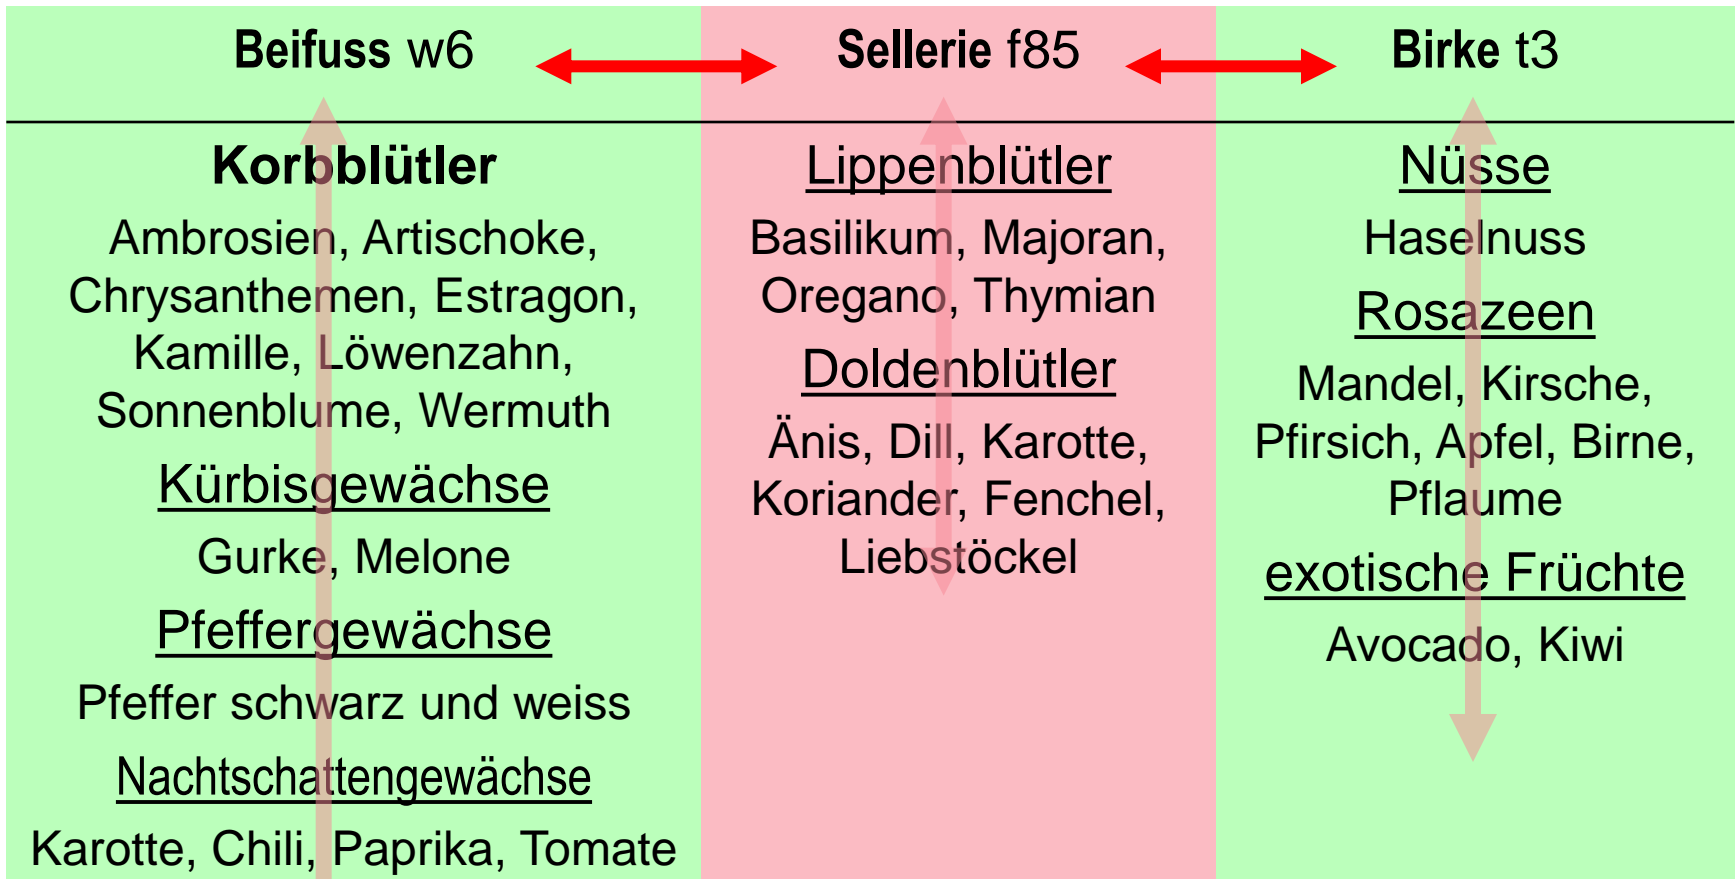 Beifuss w6
Korbblütler
Ambrosien, Artischoke,
Chrysanthemen, Estragon,
Kamille, Löwenzahn,
Sonnenblume, Wermuth
Kürbisgewächse
Gurke, Melone
Pfeffergewächse
Pfeffer schwarz und weiss
Nachtschattengewächse
Karotte, Chili, Paprika, Tomate
Sellerie f85
Lippenblütler
Basilikum, Majoran,
Oregano, Thymian
Doldenblütler
Änis, Dill, Karotte,
Koriander, Fenchel,
Liebstöckel
Birke t3
Nüsse
Haselnuss
Rosazeen
Mandel, Kirsche,
Pfirsich, Apfel, Birne,
Pflaume
exotische Früchte
Avocado, Kiwi